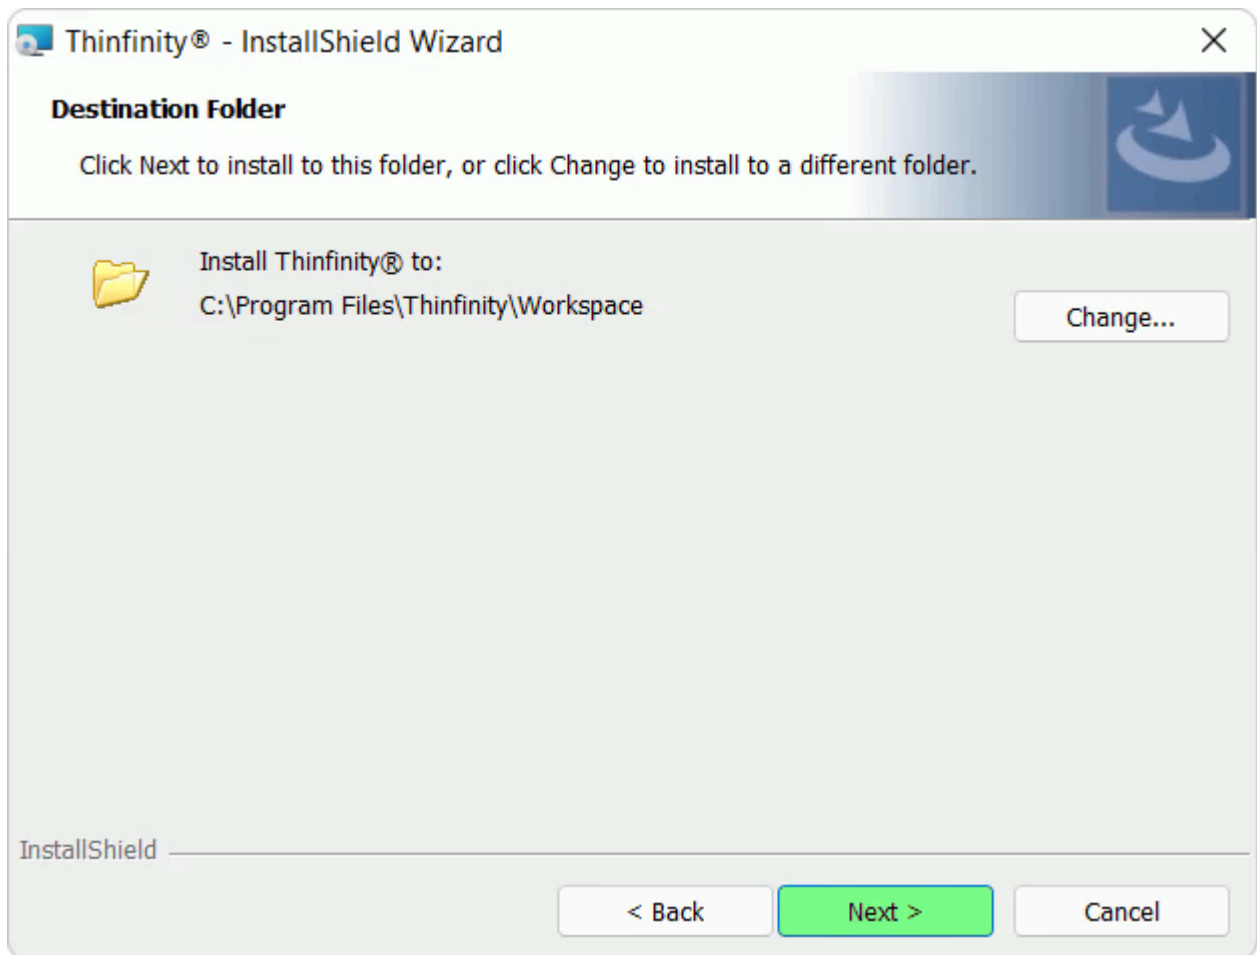 Thinfinity® - InstallShield Wizard
Destination Folder
Click Next to install to this folder, or click Change to install to a different folder.
Install Thinfinity® to:
C:\Program Files\Thinfinity\Workspace
Change...
InstallShield
< Back
Next >
Cancel